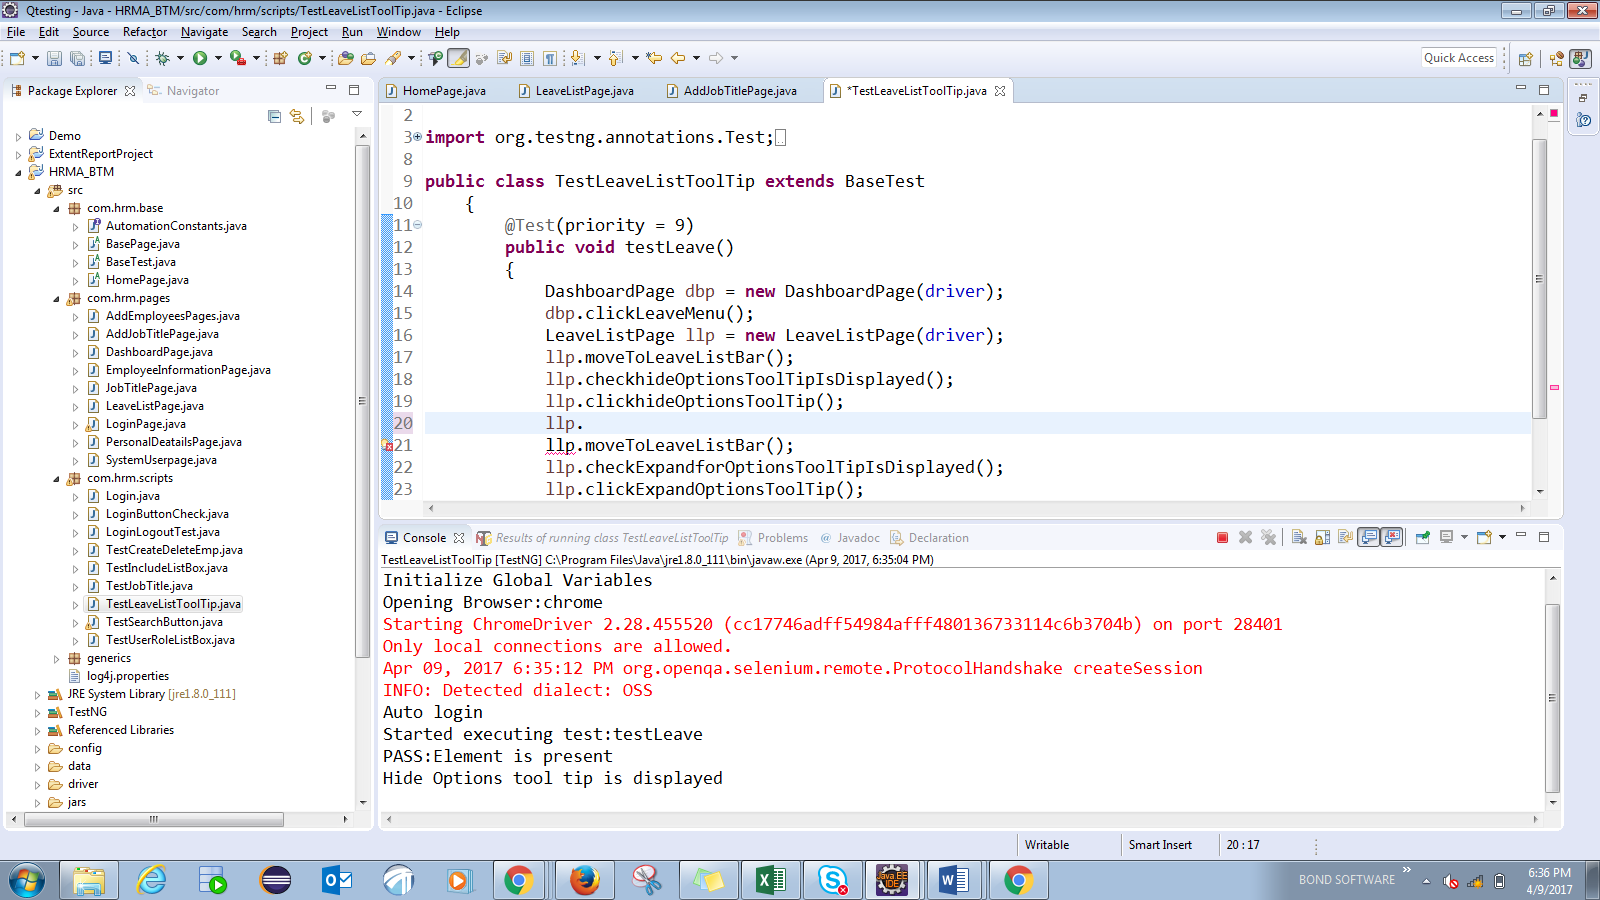 Qtesting - Java - HRMA_BTM/src/com/hrm/scripts/TestLeaveListToolTip.java - Eclipse
File Edit Source Refactor Navigate Search Project Run Window Help
Quick Access
Package Explorer Navigator
Demo
ExtentReportProject
HRMA_BTM
src
com.hrm.base
AutomationConstants.java
BasePage.java
BaseTest.java
HomePage.java
com.hrm.pages
AddEmployeesPages.java
AddJobTitlePage.java
DashboardPage.java
EmployeeInformationPage.java
JobTitlePage.java
LeaveListPage.java
LoginPage.java
PersonalDeatailsPage.java
SystemUserpage.java
com.hrm.scripts
Login.java
LoginButtonCheck.java
LoginLogoutTest.java
TestCreateDeleteEmp.java
TestIncludeListBox.java
TestJobTitle.java
TestLeaveListToolTip.java
TestSearchButton.java
TestUserRoleListBox.java
generics
log4j.properties
JRE System Library [jre1.8.0_111]
TestNG
Referenced Libraries
config
data
driver
jars
HomePage.java LeaveListPage.java AddJobTitlePage.java *TestLeaveListToolTip.java
2
3 import org.testng.annotations.Test;
8
9 public class TestLeaveListToolTip extends BaseTest
10 {
11 @Test(priority = 9)
12 public void testLeave()
13 {
14 DashboardPage dbp = new DashboardPage(driver);
15 dbp.clickLeaveMenu();
16 LeaveListPage llp = new LeaveListPage(driver);
17 llp.moveToLeaveListBar();
18 llp.checkhideOptionsToolTipIsDisplayed();
19 llp.clickhideOptionsToolTip();
20 llp.
21 llp.moveToLeaveListBar();
22 llp.checkExpandforOptionsToolTipIsDisplayed();
23 llp.clickExpandOptionsToolTip();
Console Results of running class TestLeaveListToolTip Problems @ Javadoc Declaration
TestLeaveListToolTip [TestNG] C:\Program Files\Java\jre1.8.0_111\bin\javaw.exe (Apr 9, 2017, 6:35:04 PM)
Initialize Global Variables
Opening Browser:chrome
Starting ChromeDriver 2.28.455520 (cc17746adff54984afff480136733114c6b3704b) on port 28401
Only local connections are allowed.
Apr 09, 2017 6:35:12 PM org.openqa.selenium.remote.ProtocolHandshake createSession
INFO: Detected dialect: OSS
Auto login
Started executing test:testLeave
PASS:Element is present
Hide Options tool tip is displayed
Writable Smart Insert 20 : 17
BOND SOFTWARE
6:36 PM
4/9/2017